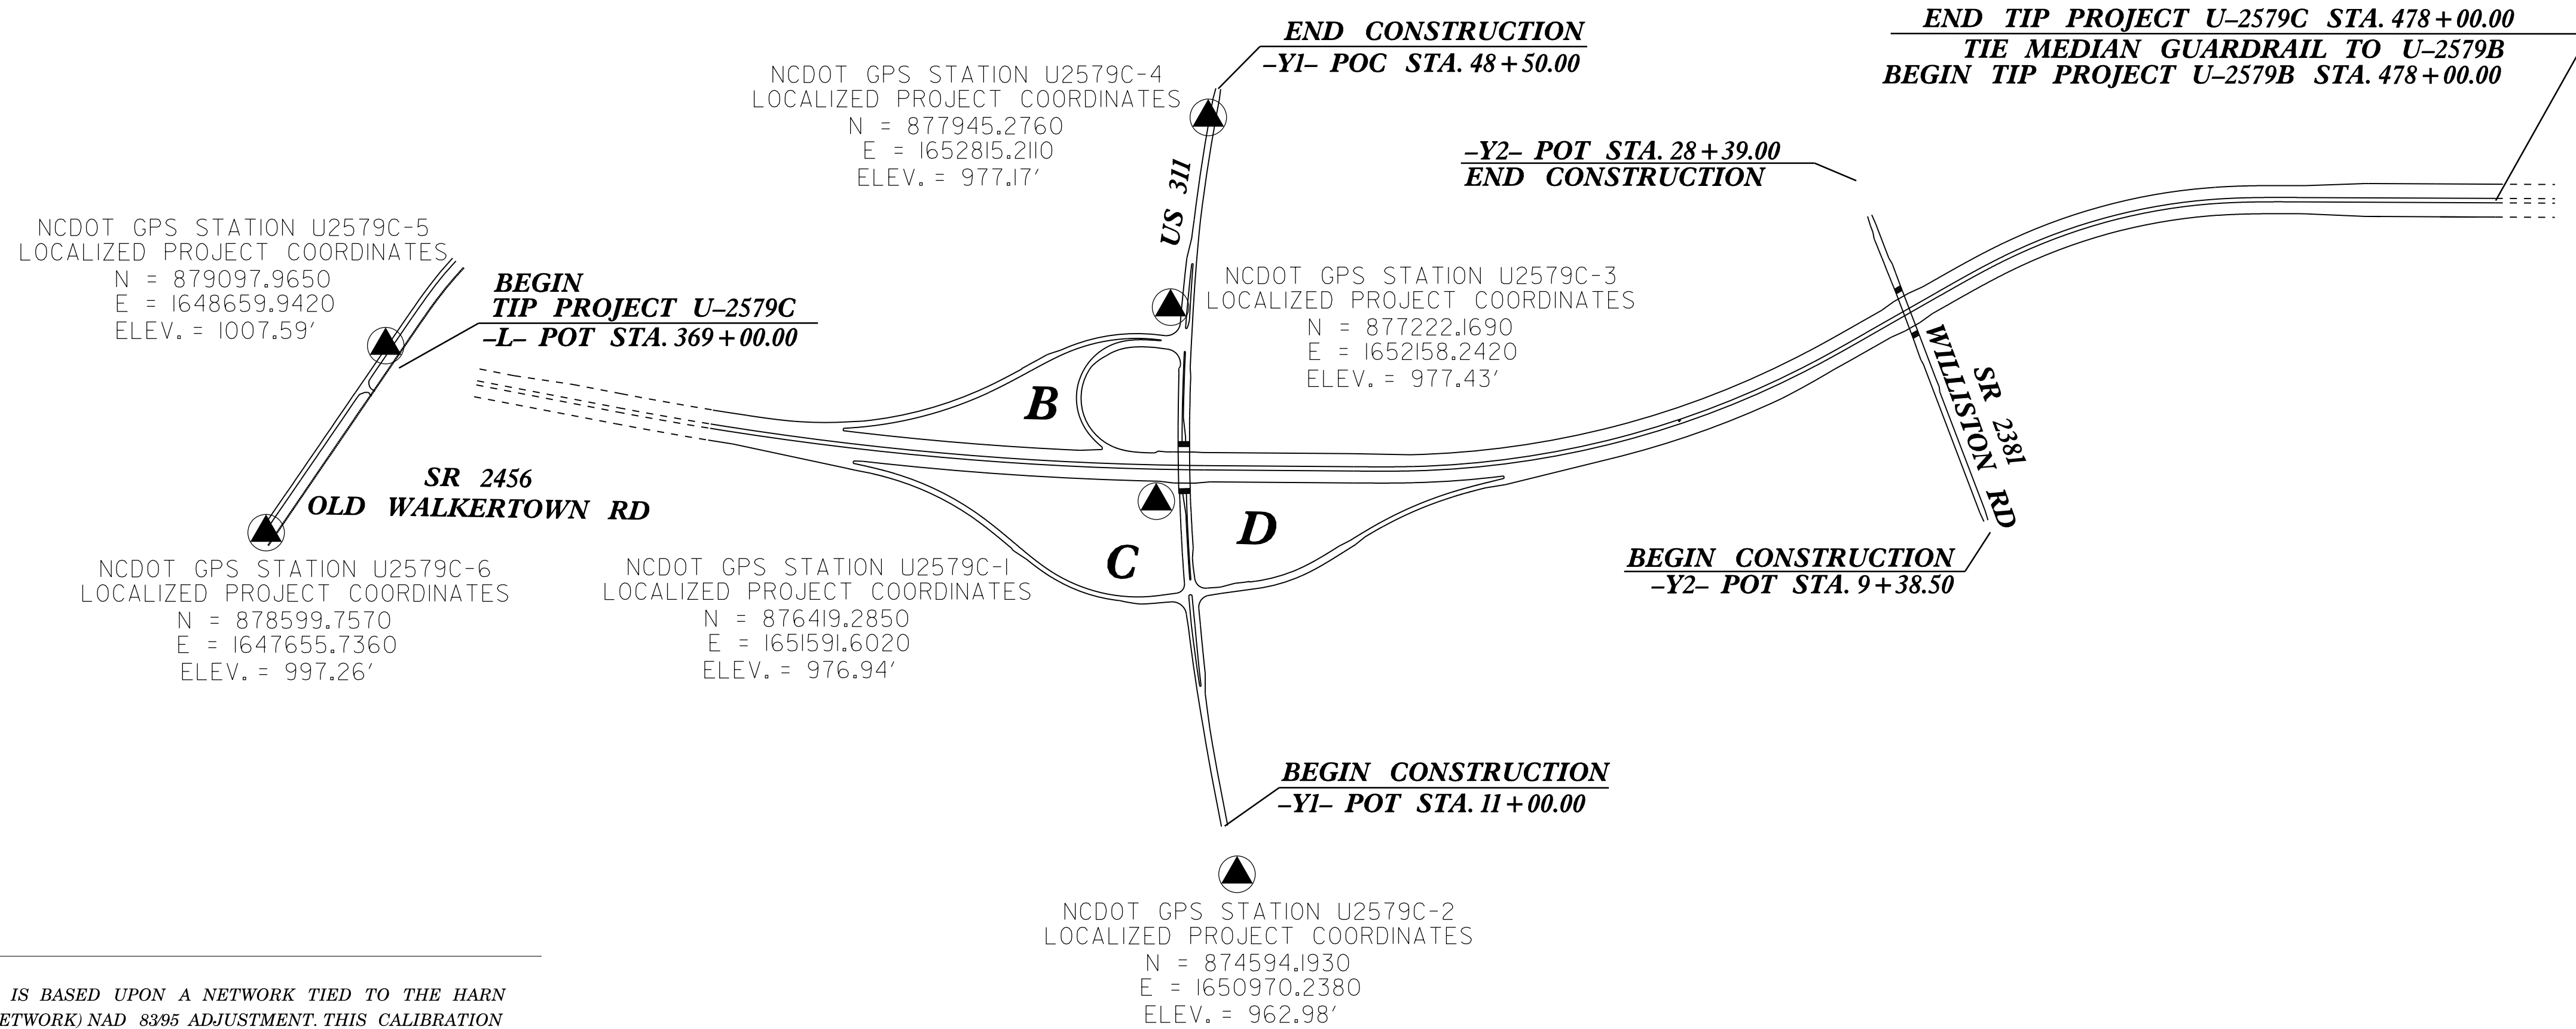 END TIP PROJECT U–2579C STA. 478+00.00
TIE MEDIAN GUARDRAIL TO U–2579B
BEGIN TIP PROJECT U–2579B STA. 478+00.00
END CONSTRUCTION
–Y1– POC STA. 48+50.00
NCDOT GPS STATION U2579C-4
LOCALIZED PROJECT COORDINATES
N = 877945.2760
E = 1652815.2110
ELEV. = 977.17'
–Y2– POT STA. 28+39.00
END CONSTRUCTION
US 311
NCDOT GPS STATION U2579C-5
LOCALIZED PROJECT COORDINATES
N = 879097.9650
E = 1648659.9420
ELEV. = 1007.59'
BEGIN
TIP PROJECT U–2579C
–L– POT STA. 369+00.00
NCDOT GPS STATION U2579C-3
LOCALIZED PROJECT COORDINATES
N = 877222.1690
E = 1652158.2420
ELEV. = 977.43'
B
SR 2381
WILLISTON RD
SR 2456
OLD WALKERTOWN RD
C
D
BEGIN CONSTRUCTION
–Y2– POT STA. 9+38.50
NCDOT GPS STATION U2579C-6
LOCALIZED PROJECT COORDINATES
N = 878599.7570
E = 1647655.7360
ELEV. = 997.26'
NCDOT GPS STATION U2579C-1
LOCALIZED PROJECT COORDINATES
N = 876419.2850
E = 1651591.6020
ELEV. = 976.94'
BEGIN CONSTRUCTION
–Y1– POT STA. 11+00.00
NCDOT GPS STATION U2579C-2
LOCALIZED PROJECT COORDINATES
N = 874594.1930
E = 1650970.2380
ELEV. = 962.98'
IS BASED UPON A NETWORK TIED TO THE HARN
ETWORK) NAD 83/95 ADJUSTMENT. THIS CALIBRATION